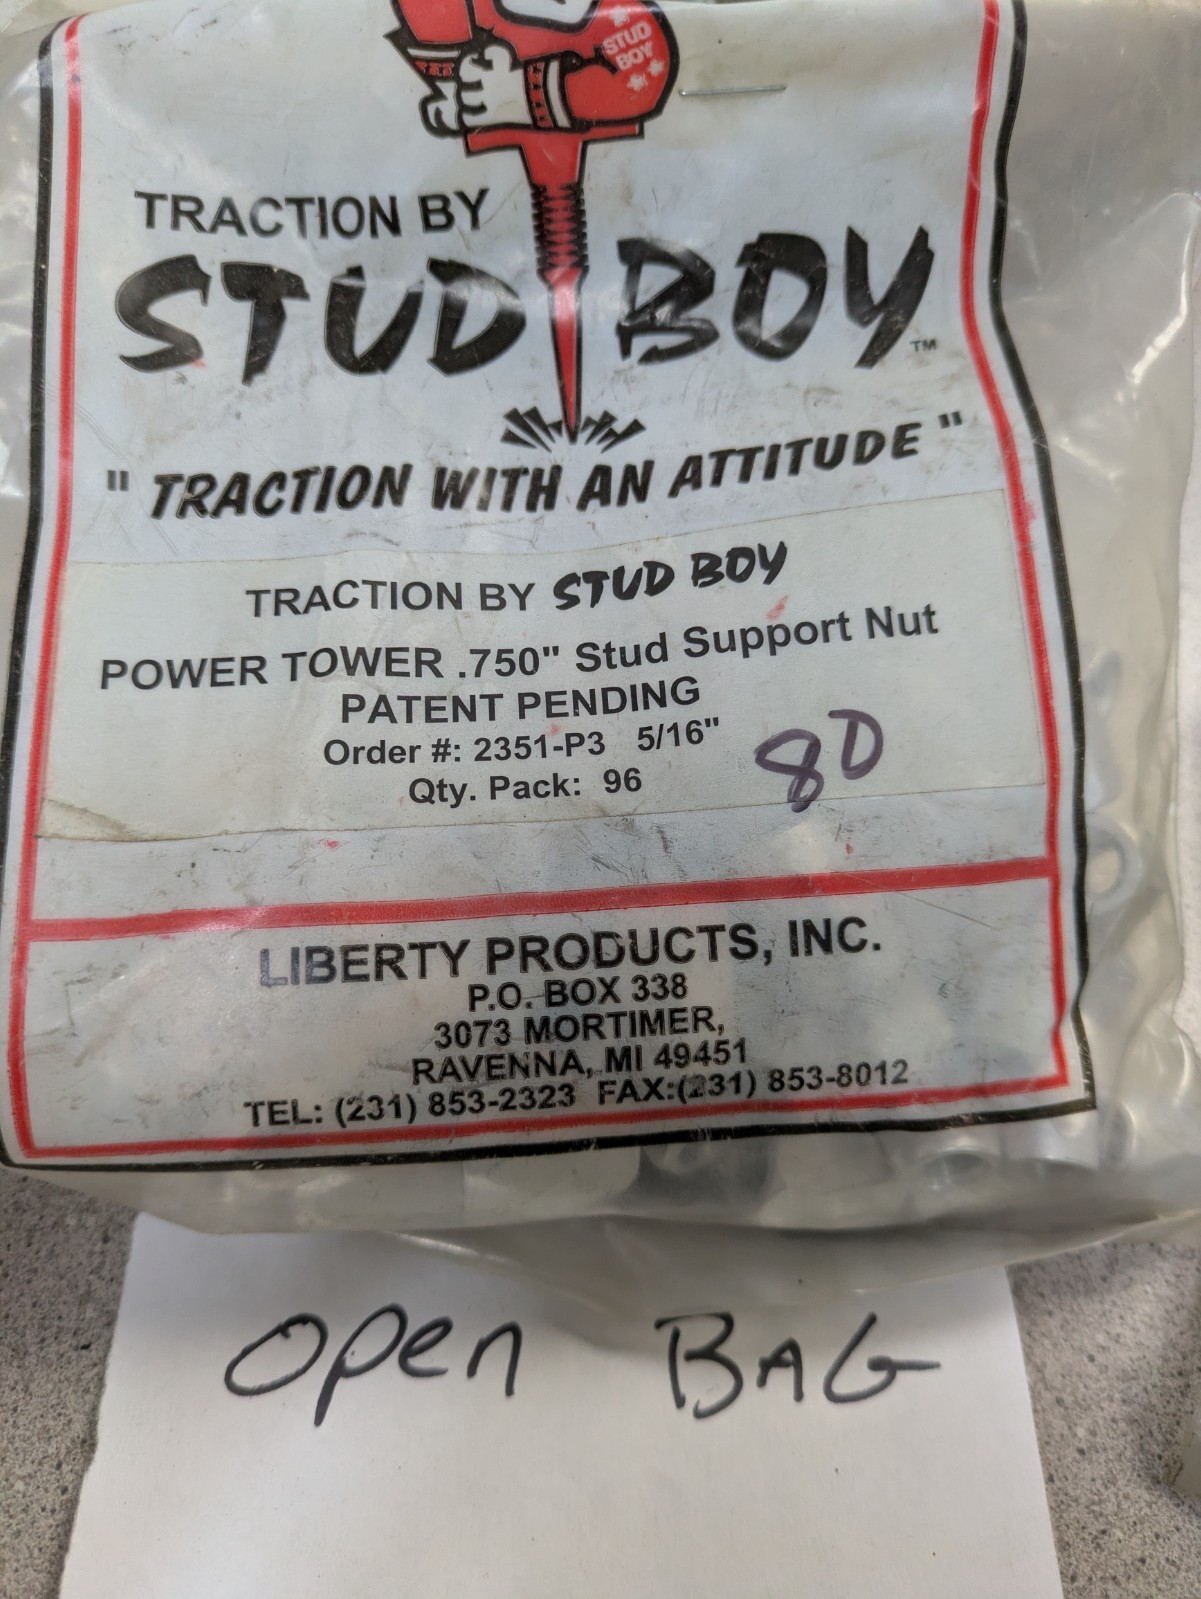 STUD
BOY
TRACTION BY
STUD BOY™
"TRACTION WITH AN ATTITUDE"
TRACTION BY STUD BOY
POWER TOWER .750" Stud Support Nut
PATENT PENDING
Order #: 2351-P3 5/16"
Qty. Pack: 96
80
LIBERTY PRODUCTS, INC.
P.O. BOX 338
3073 MORTIMER,
RAVENNA, MI 49451
TEL: (231) 853-2323 FAX:(231) 853-8012
Open BAG